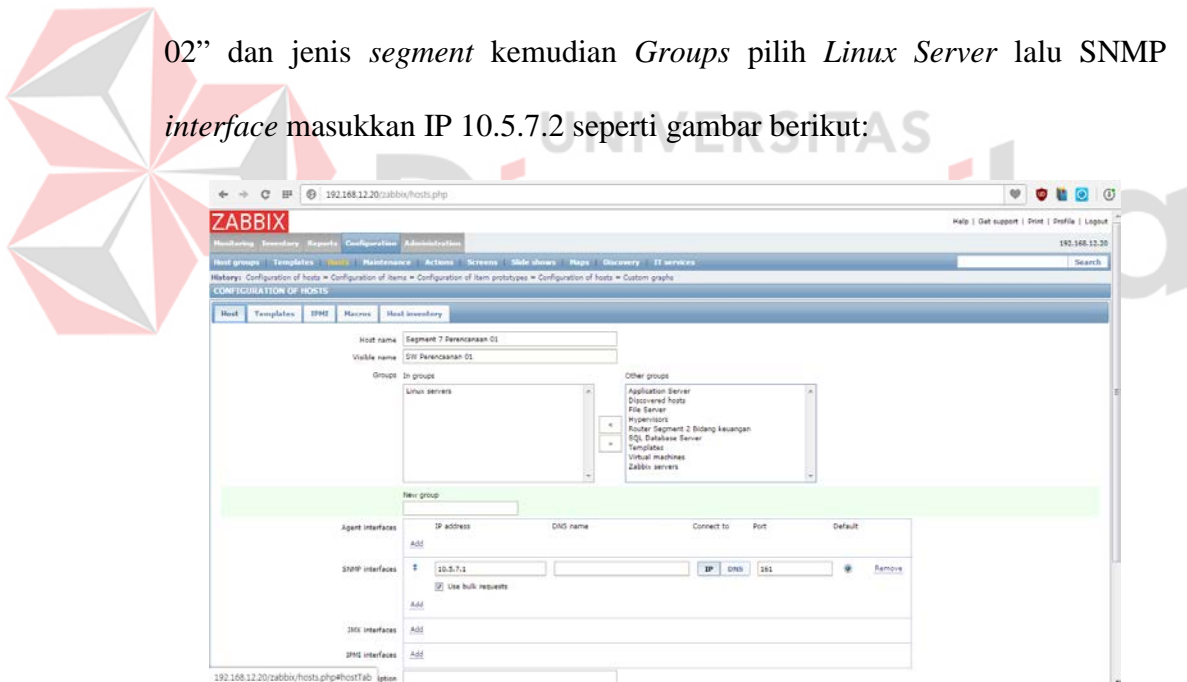 02” dan jenis segment kemudian Groups pilih Linux Server lalu SNMP
interface masukkan IP 10.5.7.2 seperti gambar berikut:
UNIVERSITAS
192.168.12.20/zabbix/hosts.php
ZABBIX
Help | Get support | Print | Profile | Logout
Monitoring Inventory Reports Configuration Administration
192.168.12.20
Host groups | Templates | Hosts | Maintenance | Actions | Screens | Slide shows | Maps | Discovery | IT services
Search
History: Configuration of hosts » Configuration of items » Configuration of item prototypes » Configuration of hosts » Custom graphs
CONFIGURATION OF HOSTS
Host Templates IPMI Macros Host inventory
Host name Segment 7 Perencanaan 01
Visible name SW Perencaanan 01
Groups In groups Other groups
Linux servers
Application Server
Discovered hosts
File Server
Hypervisors
Router Segment 2 Bidang keuangan
SQL Database Server
Templates
Virtual machines
Zabbix servers
New group
Agent interfaces IP address DNS name Connect to Port Default
Add
SNMP interfaces 10.5.7.1 IP DNS 161 Remove
Use bulk requests
Add
JMX interfaces Add
IPMI interfaces Add
192.168.12.20/zabbix/hosts.php#hostTab